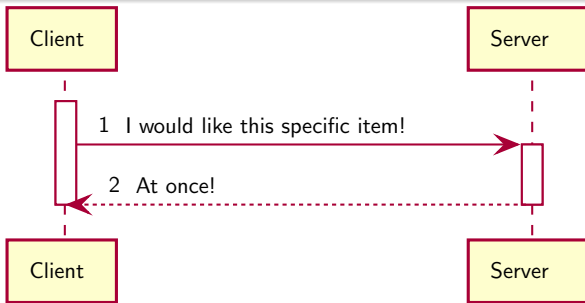 Client Server
1 I would like this specific item!
2 At once!
Client Server